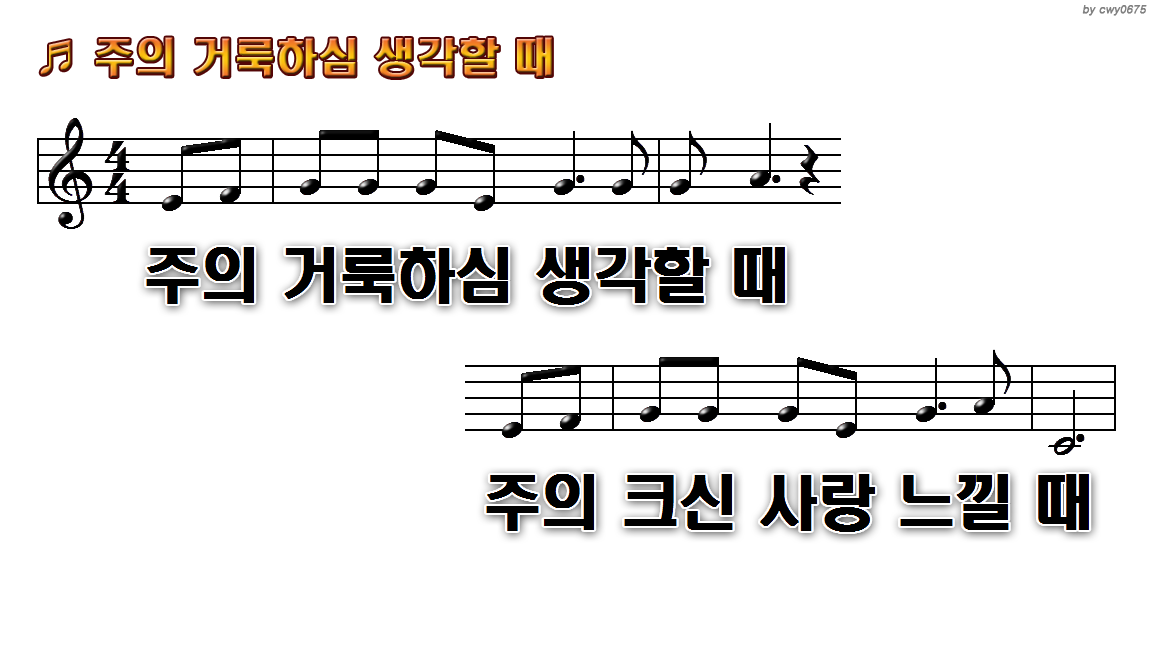 by cwy0675
♬ 주의 거룩하심 생각할 때
4
4
주의 거룩하심 생각할 때
주의 크신 사랑 느낄 때